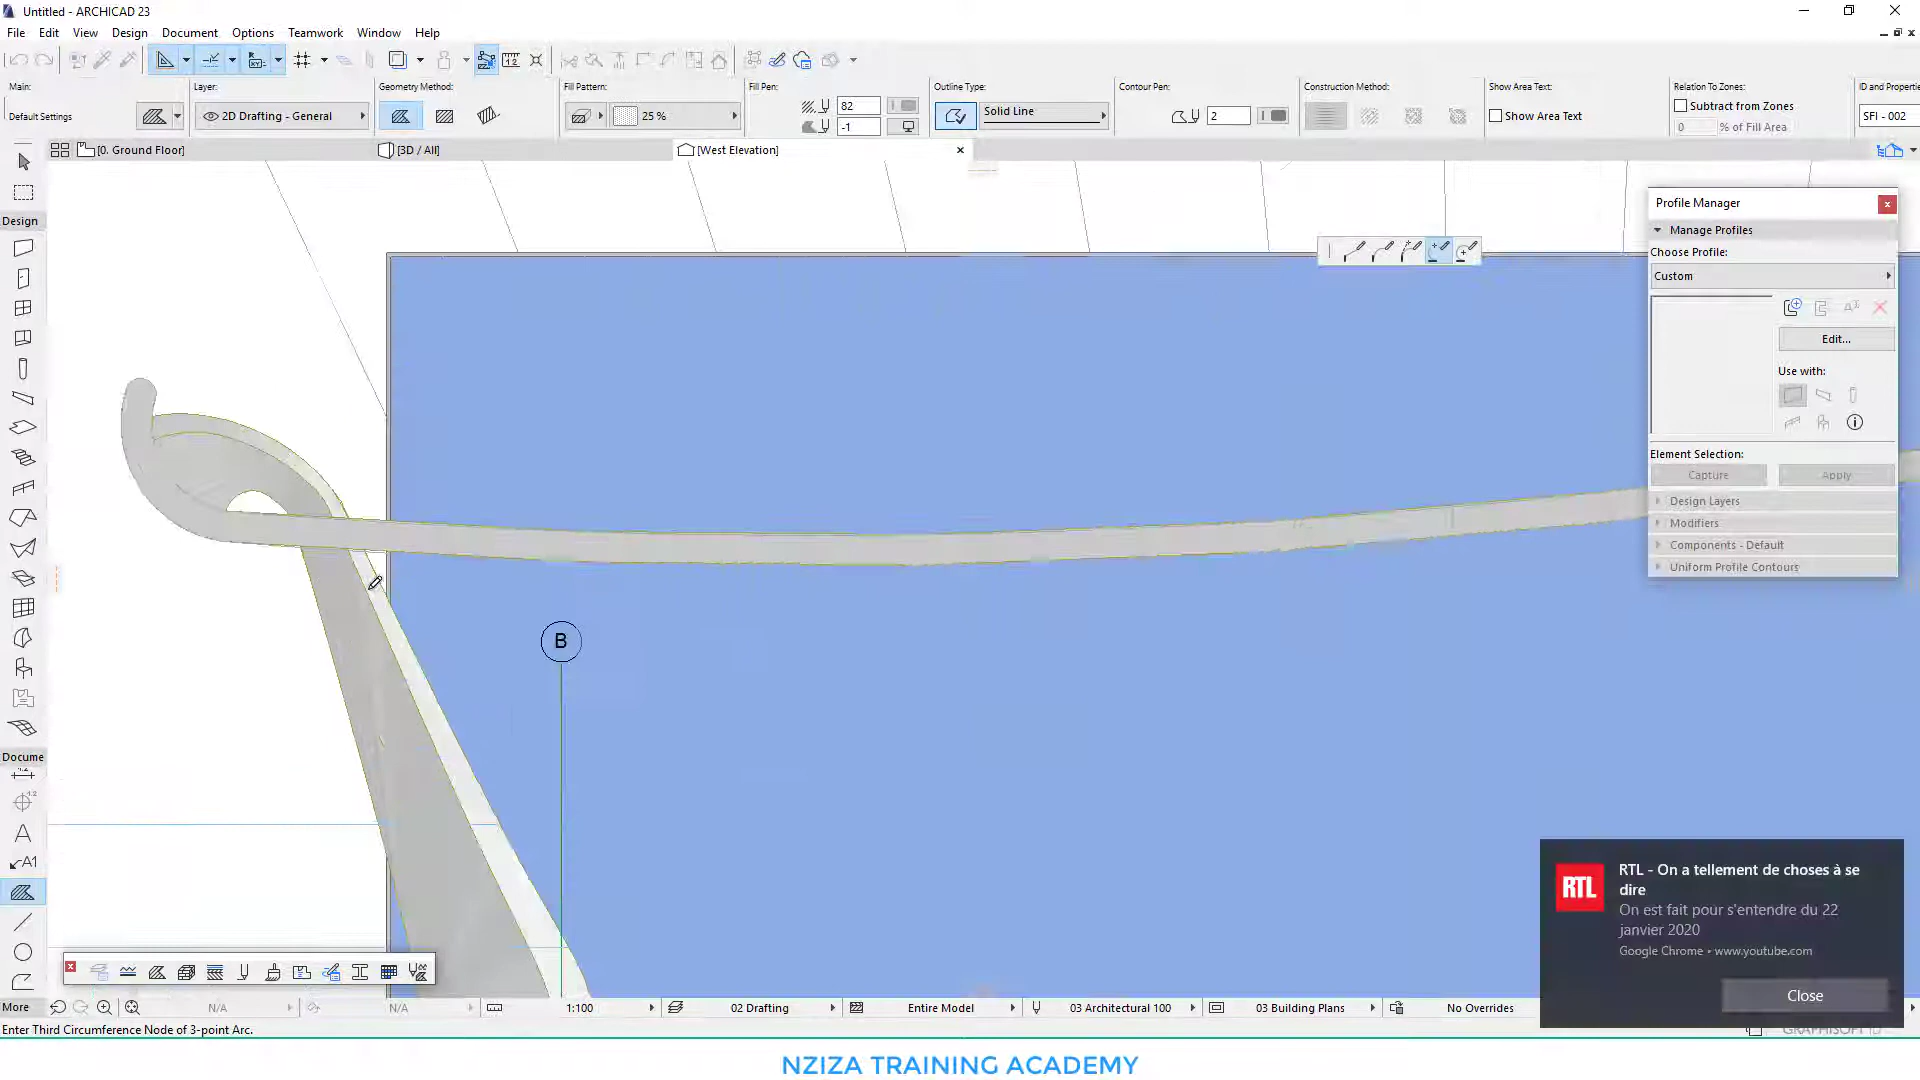 Untitled - ARCHICAD 23
File Edit View Design Document Options Teamwork Window Help
Main: Layer: Geometry Method: Fill Pattern: Fill Pen: Outline Type: Contour Pen: Construction Method: Show Area Text: Relation To Zones: ID and Properti
Default Settings 2D Drafting - General 25 % 82 -1 Solid Line 2 Show Area Text Subtract from Zones 0 % of Fill Area SFI - 002
[0. Ground Floor] [3D / All] [West Elevation]
Design
Profile Manager
Manage Profiles
Choose Profile:
Custom
Edit...
Use with:
Element Selection:
Capture Apply
Design Layers
Modifiers
Components - Default
Uniform Profile Contours
B
Docume
A
A1
RTL
RTL - On a tellement de choses à se
dire
On est fait pour s'entendre du 22
janvier 2020
Google Chrome • www.youtube.com
Close
More N/A N/A 1:100 02 Drafting Entire Model 03 Architectural 100 03 Building Plans No Overrides
Enter Third Circumference Node of 3-point Arc.
NZIZA TRAINING ACADEMY